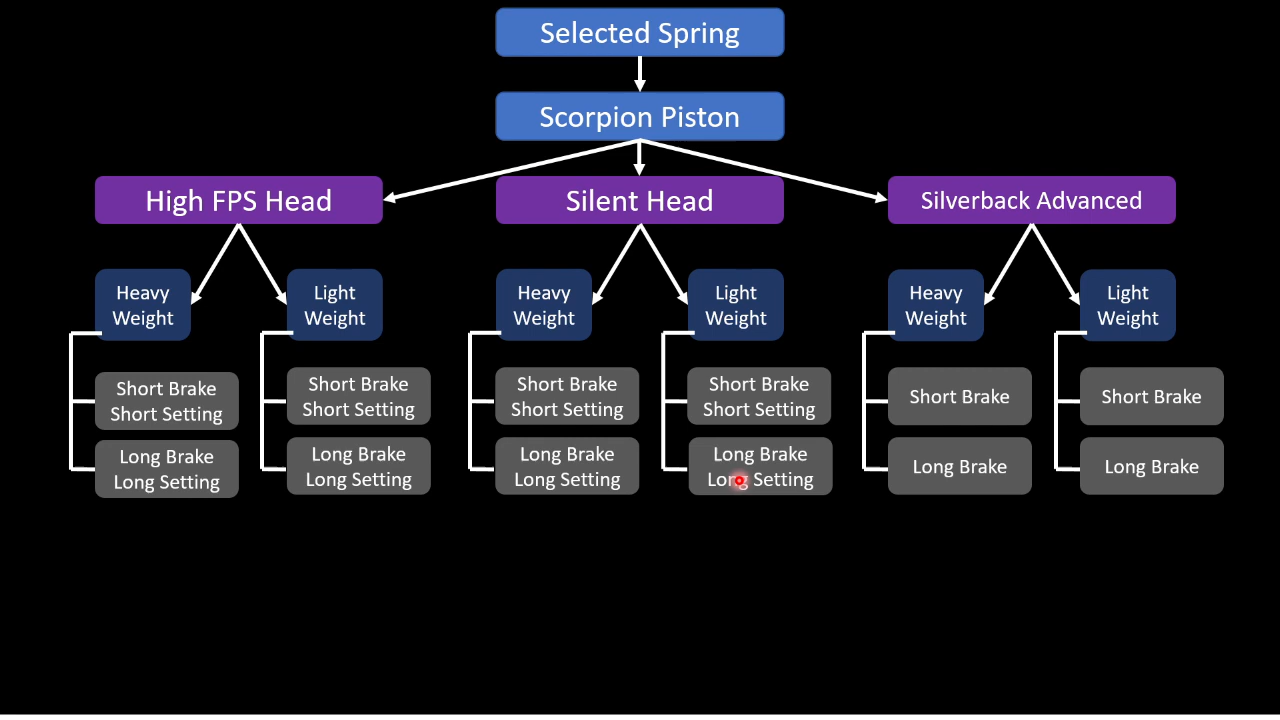 Selected Spring
Scorpion Piston
High FPS Head
Silent Head
Silverback Advanced
Heavy
Weight
Light
Weight
Heavy
Weight
Light
Weight
Heavy
Weight
Light
Weight
Short Brake
Short Setting
Short Brake
Short Setting
Short Brake
Short Setting
Short Brake
Short Setting
Short Brake
Short Brake
Long Brake
Long Setting
Long Brake
Long Setting
Long Brake
Long Setting
Long Brake
Long Setting
Long Brake
Long Brake